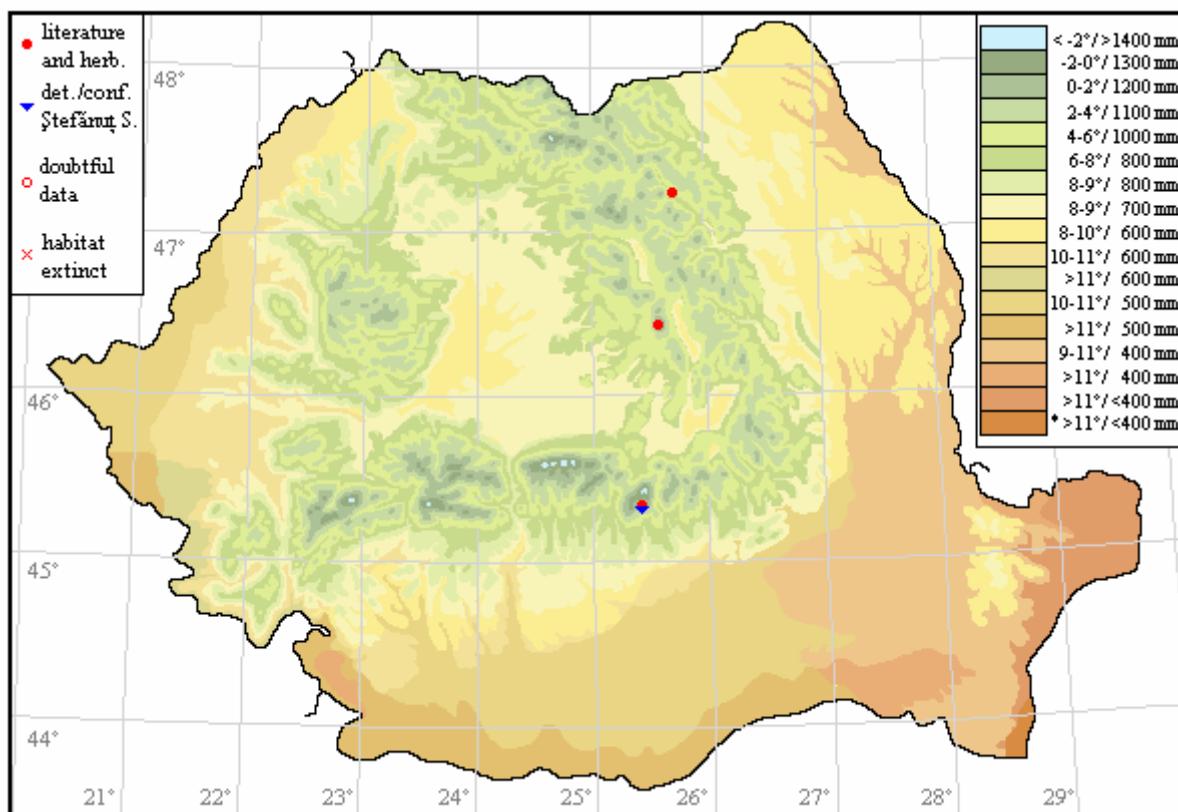 literature
and herb.
det./conf.
Ştefănuţ S.
doubtful
data
habitat
extinct
< -2°/>1400 mm
-2-0°/ 1300 mm
0-2°/ 1200 mm
2-4°/ 1100 mm
4-6°/ 1000 mm
6-8°/ 800 mm
8-9°/ 800 mm
8-9°/ 700 mm
8-10°/ 600 mm
10-11°/ 600 mm
>11°/ 600 mm
10-11°/ 500 mm
>11°/ 500 mm
9-11°/ 400 mm
>11°/ 400 mm
>11°/ <400 mm
* >11°/ <400 mm
48°
47°
46°
45°
44°
21° 22° 23° 24° 25° 26° 27° 28° 29°